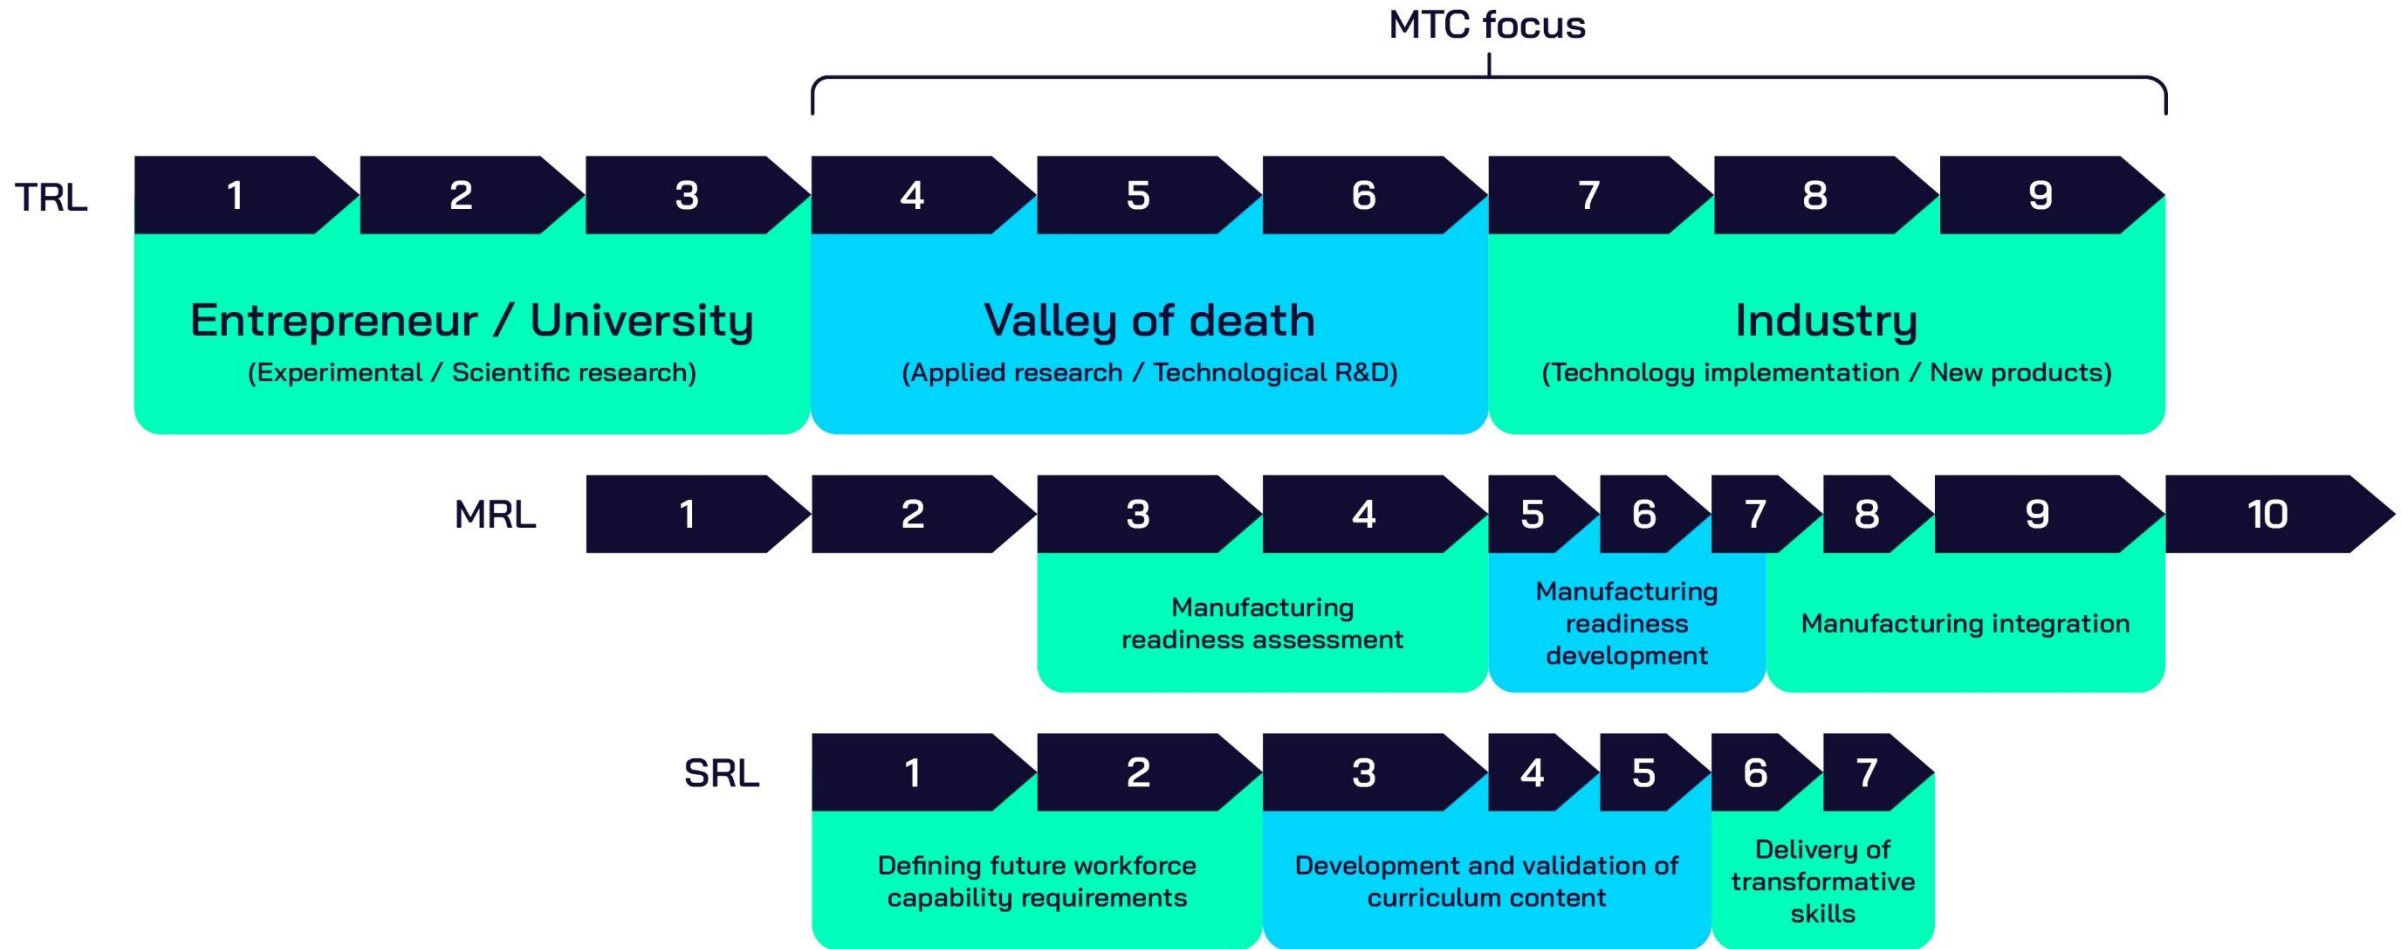 MTC focus
TRL 1 2 3 4 5 6 7 8 9
Entrepreneur / University
(Experimental / Scientific research)
Valley of death
(Applied research / Technological R&D)
Industry
(Technology implementation / New products)
MRL 1 2 3 4 5 6 7 8 9 10
Manufacturing
readiness assessment
Manufacturing
readiness
development
Manufacturing integration
SRL 1 2 3 4 5 6 7
Defining future workforce
capability requirements
Development and validation of
curriculum content
Delivery of
transformative
skills